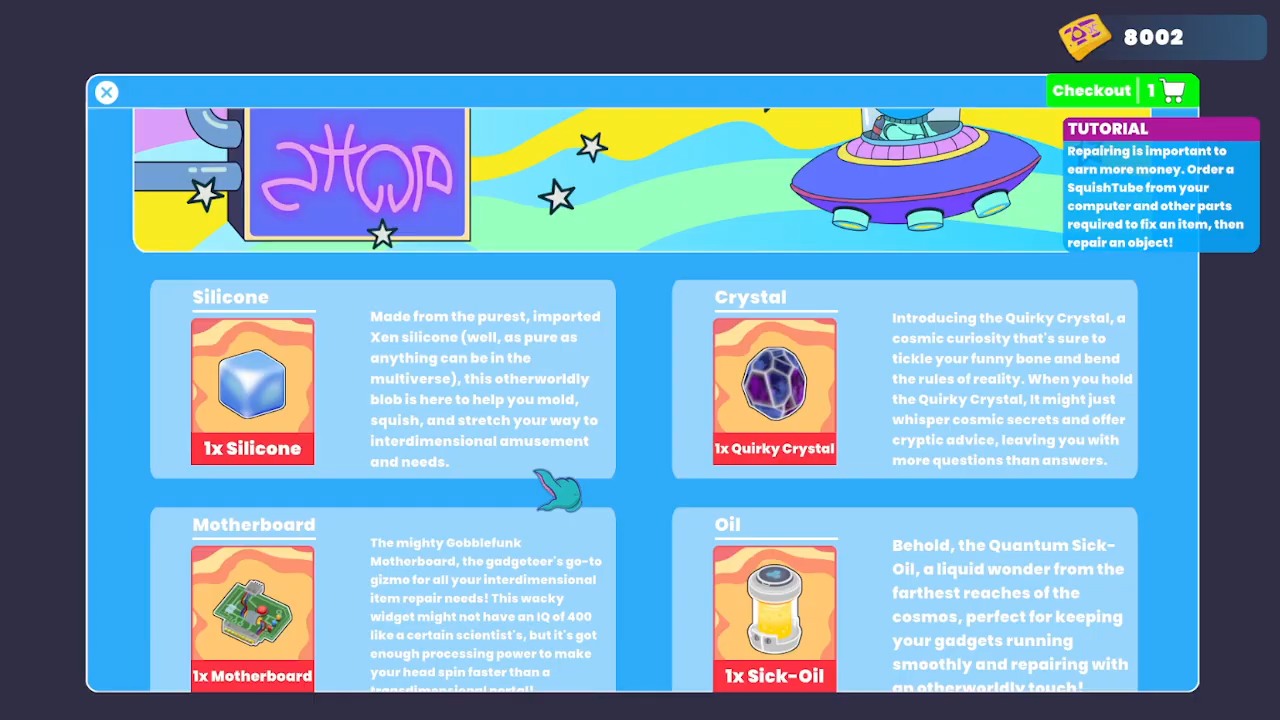 8002
Checkout 1
TUTORIAL
Repairing is important to
earn more money. Order a
SquishTube from your
computer and other parts
required to fix an item, then
repair an object!
SHOP
Silicone
1x Silicone
Made from the purest, imported
Xen silicone (well, as pure as
anything can be in the
multiverse), this otherworldly
blob is here to help you mold,
squish, and stretch your way to
interdimensional amusement
and needs.
Crystal
1x Quirky Crystal
Introducing the Quirky Crystal, a
cosmic curiosity that's sure to
tickle your funny bone and bend
the rules of reality. When you hold
the Quirky Crystal, It might just
whisper cosmic secrets and offer
cryptic advice, leaving you with
more questions than answers.
Motherboard
1x Motherboard
The mighty Gobblefunk
Motherboard, the gadgeteer's go-to
gizmo for all your interdimensional
item repair needs! This wacky
widget might not have an IQ of 400
like a certain scientist's, but it's got
enough processing power to make
your head spin faster than a
transdimensional portal!
Oil
1x Sick-Oil
Behold, the Quantum Sick-
Oil, a liquid wonder from the
farthest reaches of the
cosmos, perfect for keeping
your gadgets running
smoothly and repairing with
an otherworldly touch!